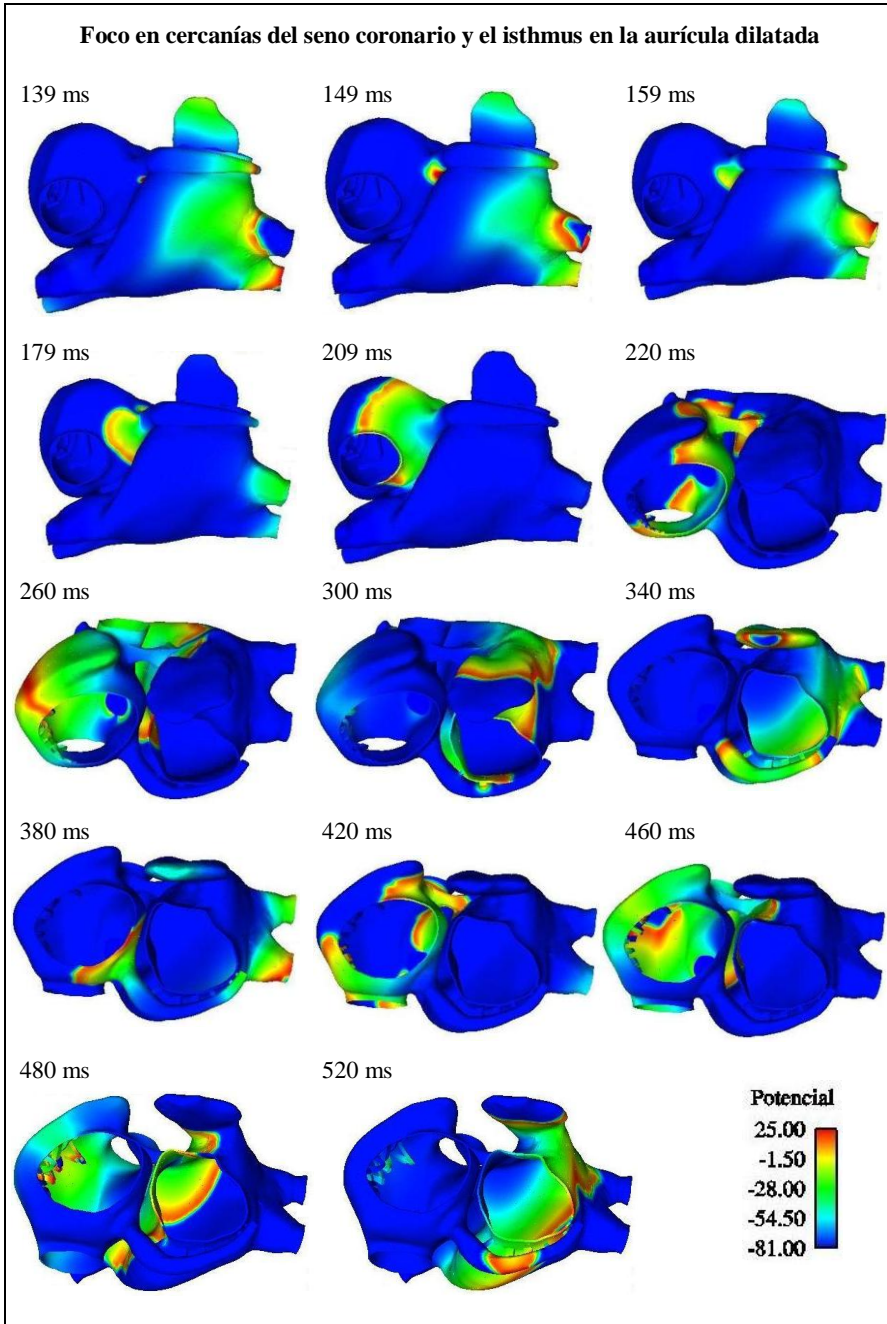 Foco en cercanías del seno coronario y el isthmus en la aurícula dilatada
139 ms
149 ms
159 ms
179 ms
209 ms
220 ms
260 ms
300 ms
340 ms
380 ms
420 ms
460 ms
480 ms
520 ms
Potencial
25.00
-1.50
-28.00
-54.50
-81.00